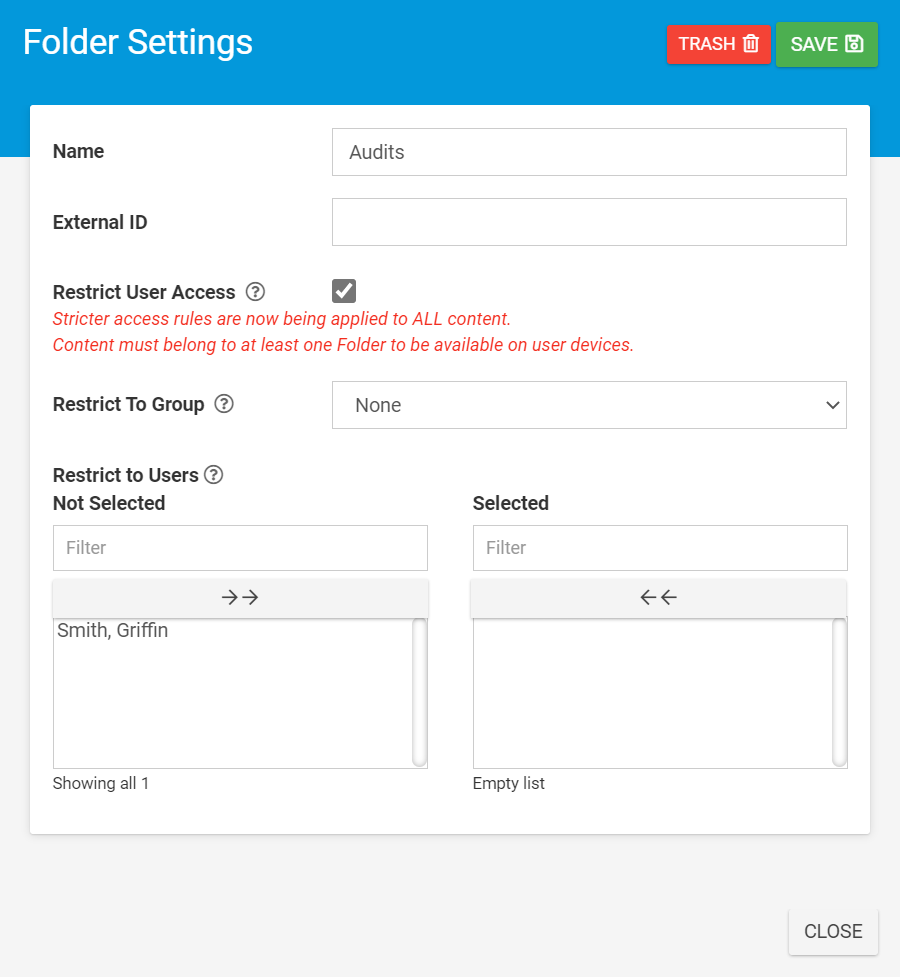 Folder Settings
TRASH
SAVE
Name
Audits
External ID
Restrict User Access
Stricter access rules are now being applied to ALL content.
Content must belong to at least one Folder to be available on user devices.
Restrict To Group
None
Restrict to Users
Not Selected
Selected
Filter
Filter
Smith, Griffin
Showing all 1
Empty list
CLOSE